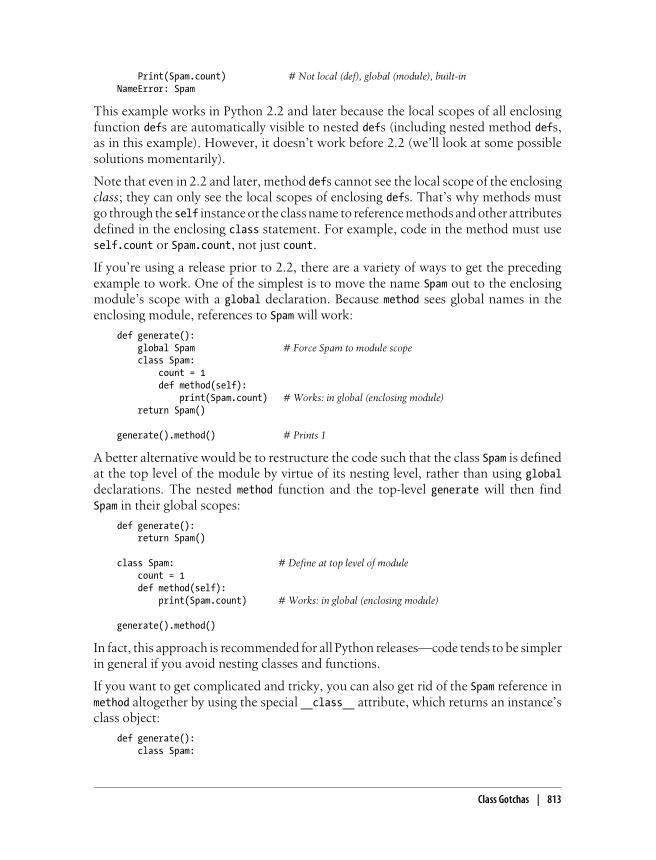 Print(Spam.count)            # Not local (def), global (module), built-in
NameError: Spam
This example works in Python 2.2 and later because the local scopes of all enclosing
function defs are automatically visible to nested defs (including nested method defs,
as in this example). However, it doesn’t work before 2.2 (we’ll look at some possible
solutions momentarily).
Note that even in 2.2 and later, method defs cannot see the local scope of the enclosing
class; they can only see the local scopes of enclosing defs. That’s why methods must
go through the self instance or the class name to reference methods and other attributes
defined in the enclosing class statement. For example, code in the method must use
self.count or Spam.count, not just count.
If you’re using a release prior to 2.2, there are a variety of ways to get the preceding
example to work. One of the simplest is to move the name Spam out to the enclosing
module’s scope with a global declaration. Because method sees global names in the
enclosing module, references to Spam will work:
def generate():
    global Spam                 # Force Spam to module scope
    class Spam:
        count = 1
        def method(self):
            print(Spam.count)   # Works: in global (enclosing module)
    return Spam()
generate().method()             # Prints 1
A better alternative would be to restructure the code such that the class Spam is defined
at the top level of the module by virtue of its nesting level, rather than using global
declarations. The nested method function and the top-level generate will then find
Spam in their global scopes:
def generate():
    return Spam()
class Spam:                    # Define at top level of module
    count = 1
    def method(self):
        print(Spam.count)      # Works: in global (enclosing module)
generate().method()
In fact, this approach is recommended for all Python releases—code tends to be simpler
in general if you avoid nesting classes and functions.
If you want to get complicated and tricky, you can also get rid of the Spam reference in
method altogether by using the special __class__ attribute, which returns an instance’s
class object:
def generate():
    class Spam:
Class Gotchas | 813